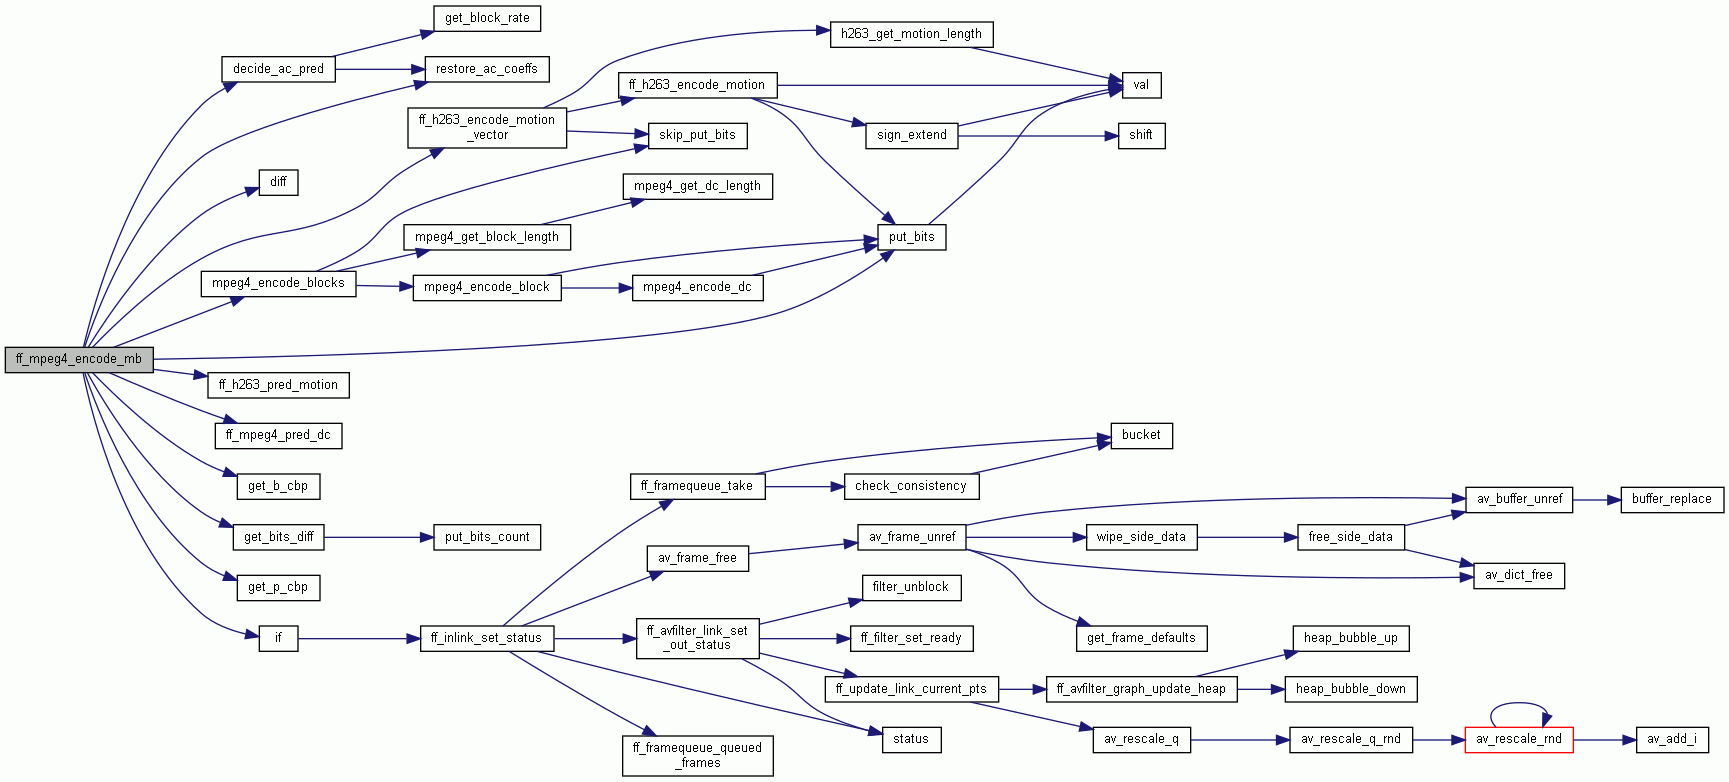 get_block_rate
h263_get_motion_length
decide_ac_pred
restore_ac_coeffs
ff_h263_encode_motion
val
ff_h263_encode_motion
_vector
skip_put_bits
sign_extend
shift
diff
mpeg4_get_dc_length
mpeg4_get_block_length
put_bits
mpeg4_encode_blocks
mpeg4_encode_block
mpeg4_encode_dc
ff_mpeg4_encode_mb
ff_h263_pred_motion
ff_mpeg4_pred_dc
bucket
get_b_cbp
ff_framequeue_take
check_consistency
av_buffer_unref
buffer_replace
get_bits_diff
put_bits_count
av_frame_unref
wipe_side_data
free_side_data
av_frame_free
av_dict_free
get_p_cbp
filter_unblock
if
ff_inlink_set_status
ff_avfilter_link_set
_out_status
ff_filter_set_ready
get_frame_defaults
heap_bubble_up
ff_update_link_current_pts
ff_avfilter_graph_update_heap
heap_bubble_down
status
av_rescale_q
av_rescale_q_rnd
av_rescale_rnd
av_add_i
ff_framequeue_queued
_frames